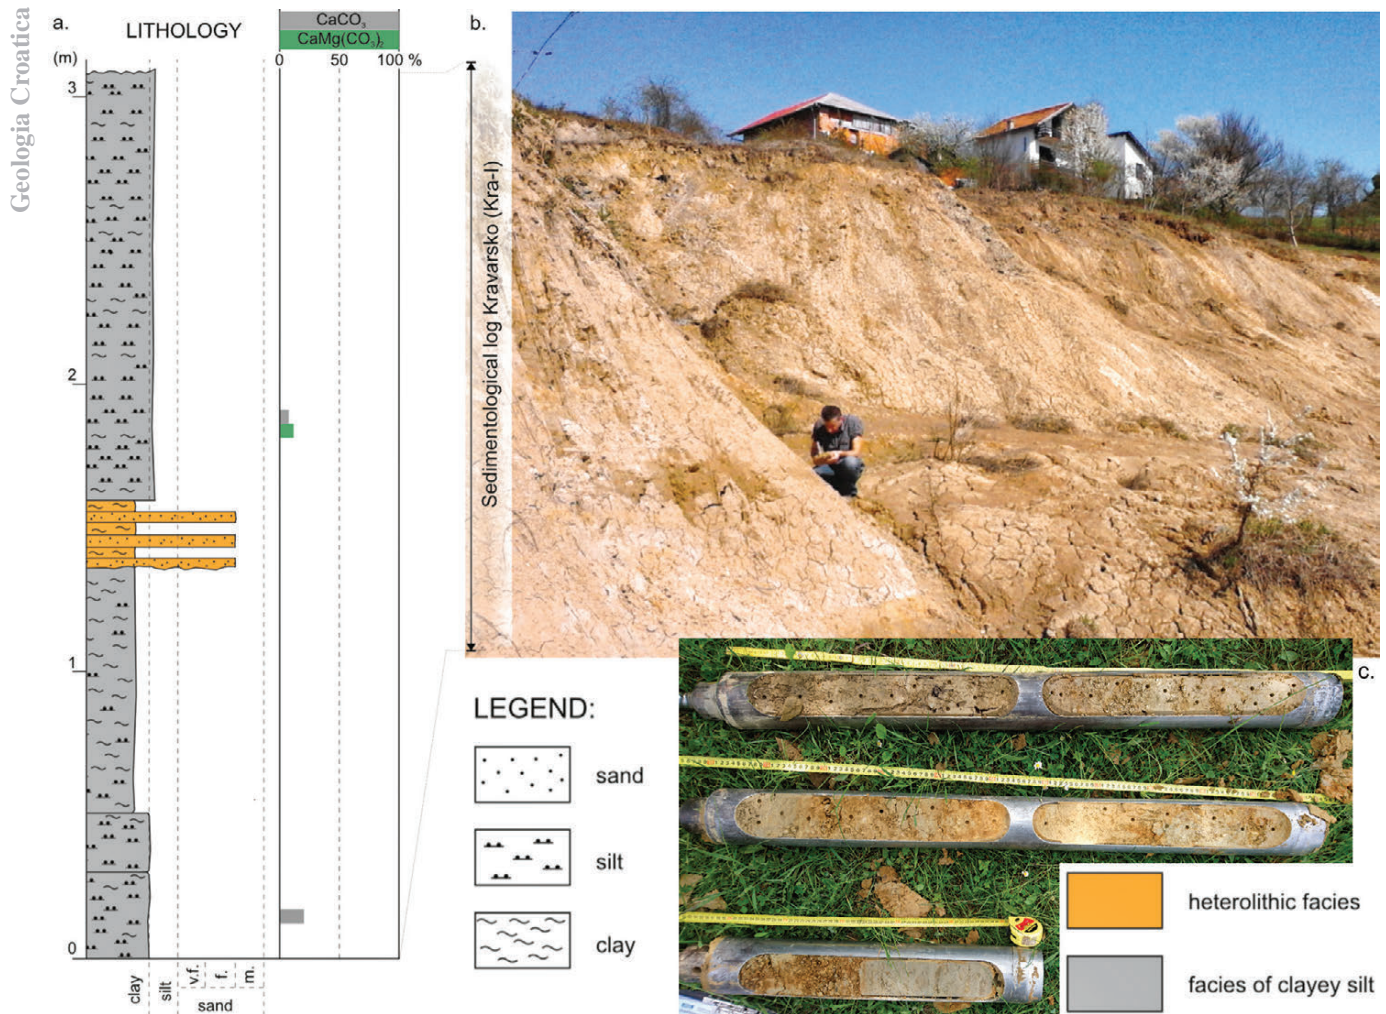 Geologia Croatica
a.
LITHOLOGY
(m)
CaCO₃
CaMg(CO₃)₂
0 50 100 %
3
2
1
0
clay
silt
v.f.
f.
m.
sand
b.
Sedimentological log Kravarsko (Kra-I)
c.
LEGEND:
sand
silt
clay
heterolithic facies
facies of clayey silt